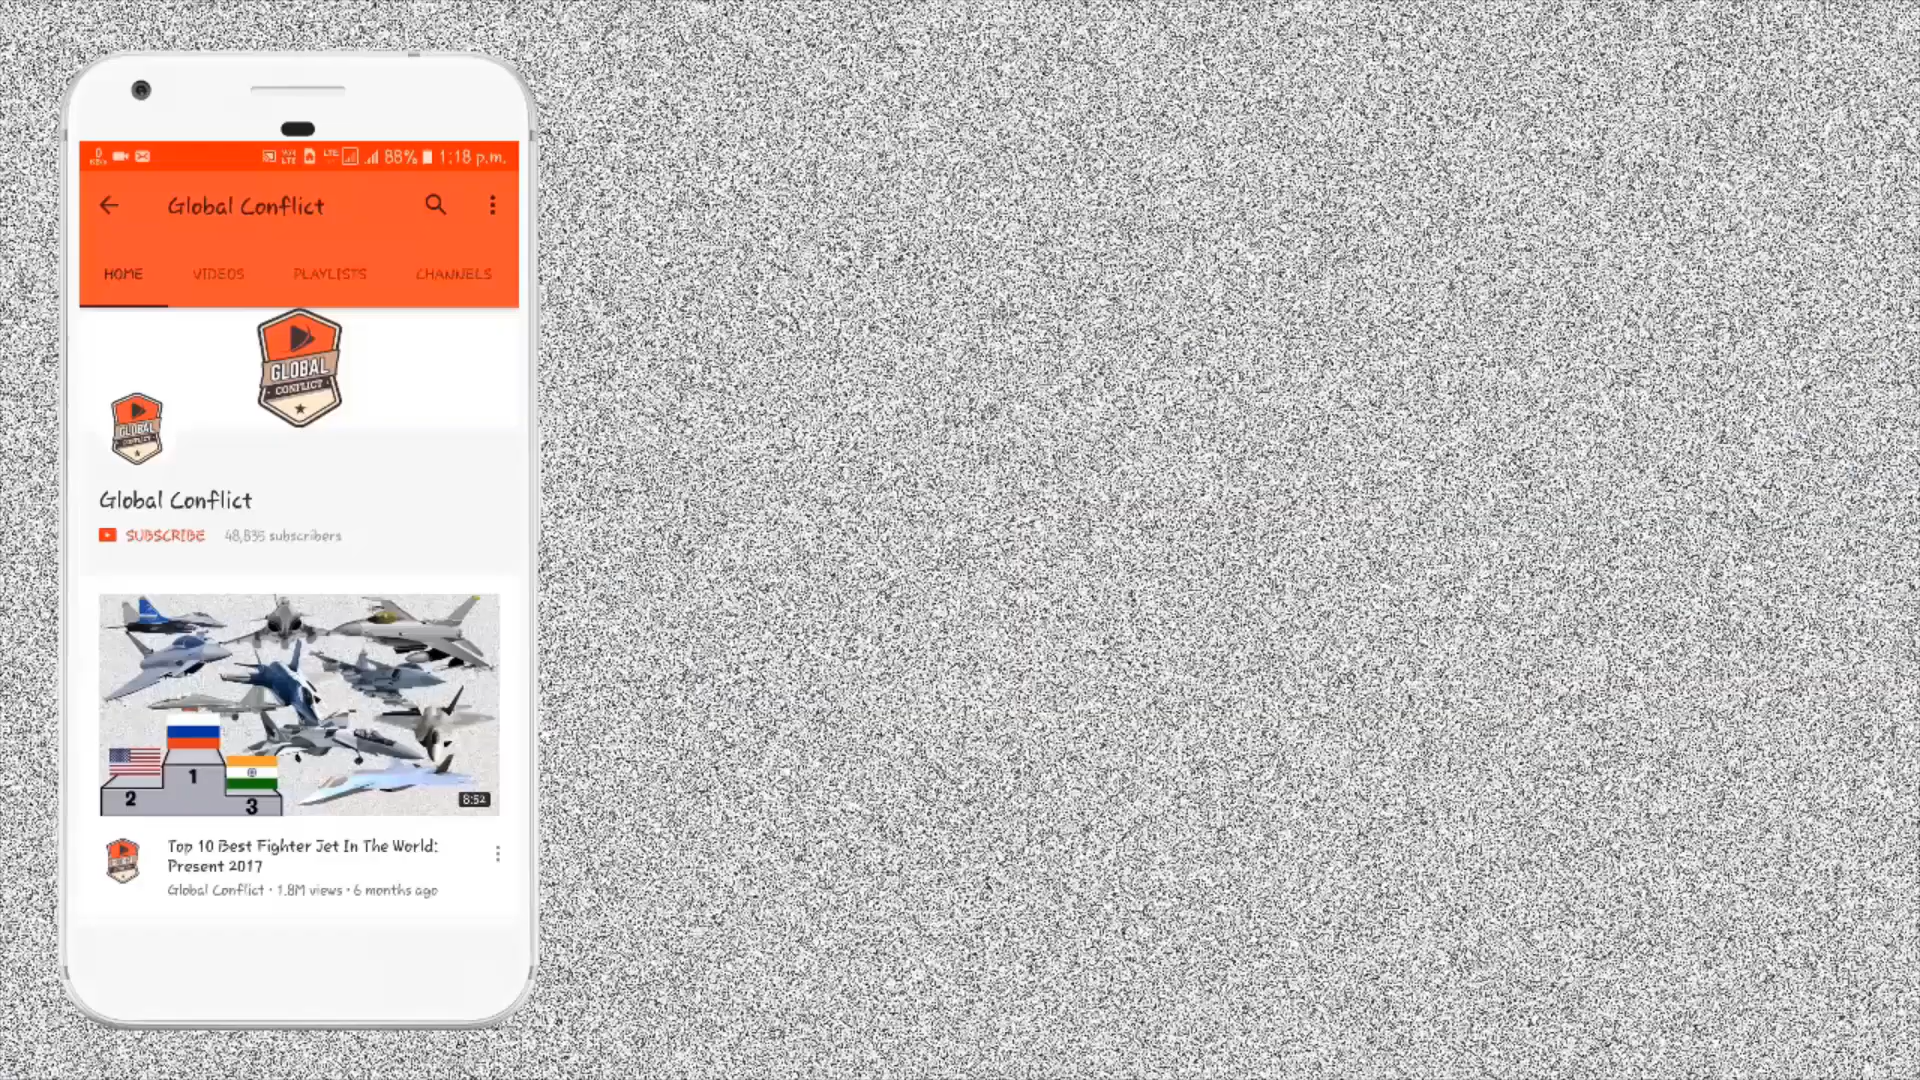 88% 1:18 p.m.
Global Conflict
HOME VIDEOS PLAYLISTS CHANNELS
GLOBAL
CONFLICT
GLOBAL
CONFLICT
Global Conflict
SUBSCRIBE 48,835 subscribers
1
2
3
8:52
Top 10 Best Fighter Jet In The World:
Present 2017
Global Conflict • 1.8M views • 6 months ago